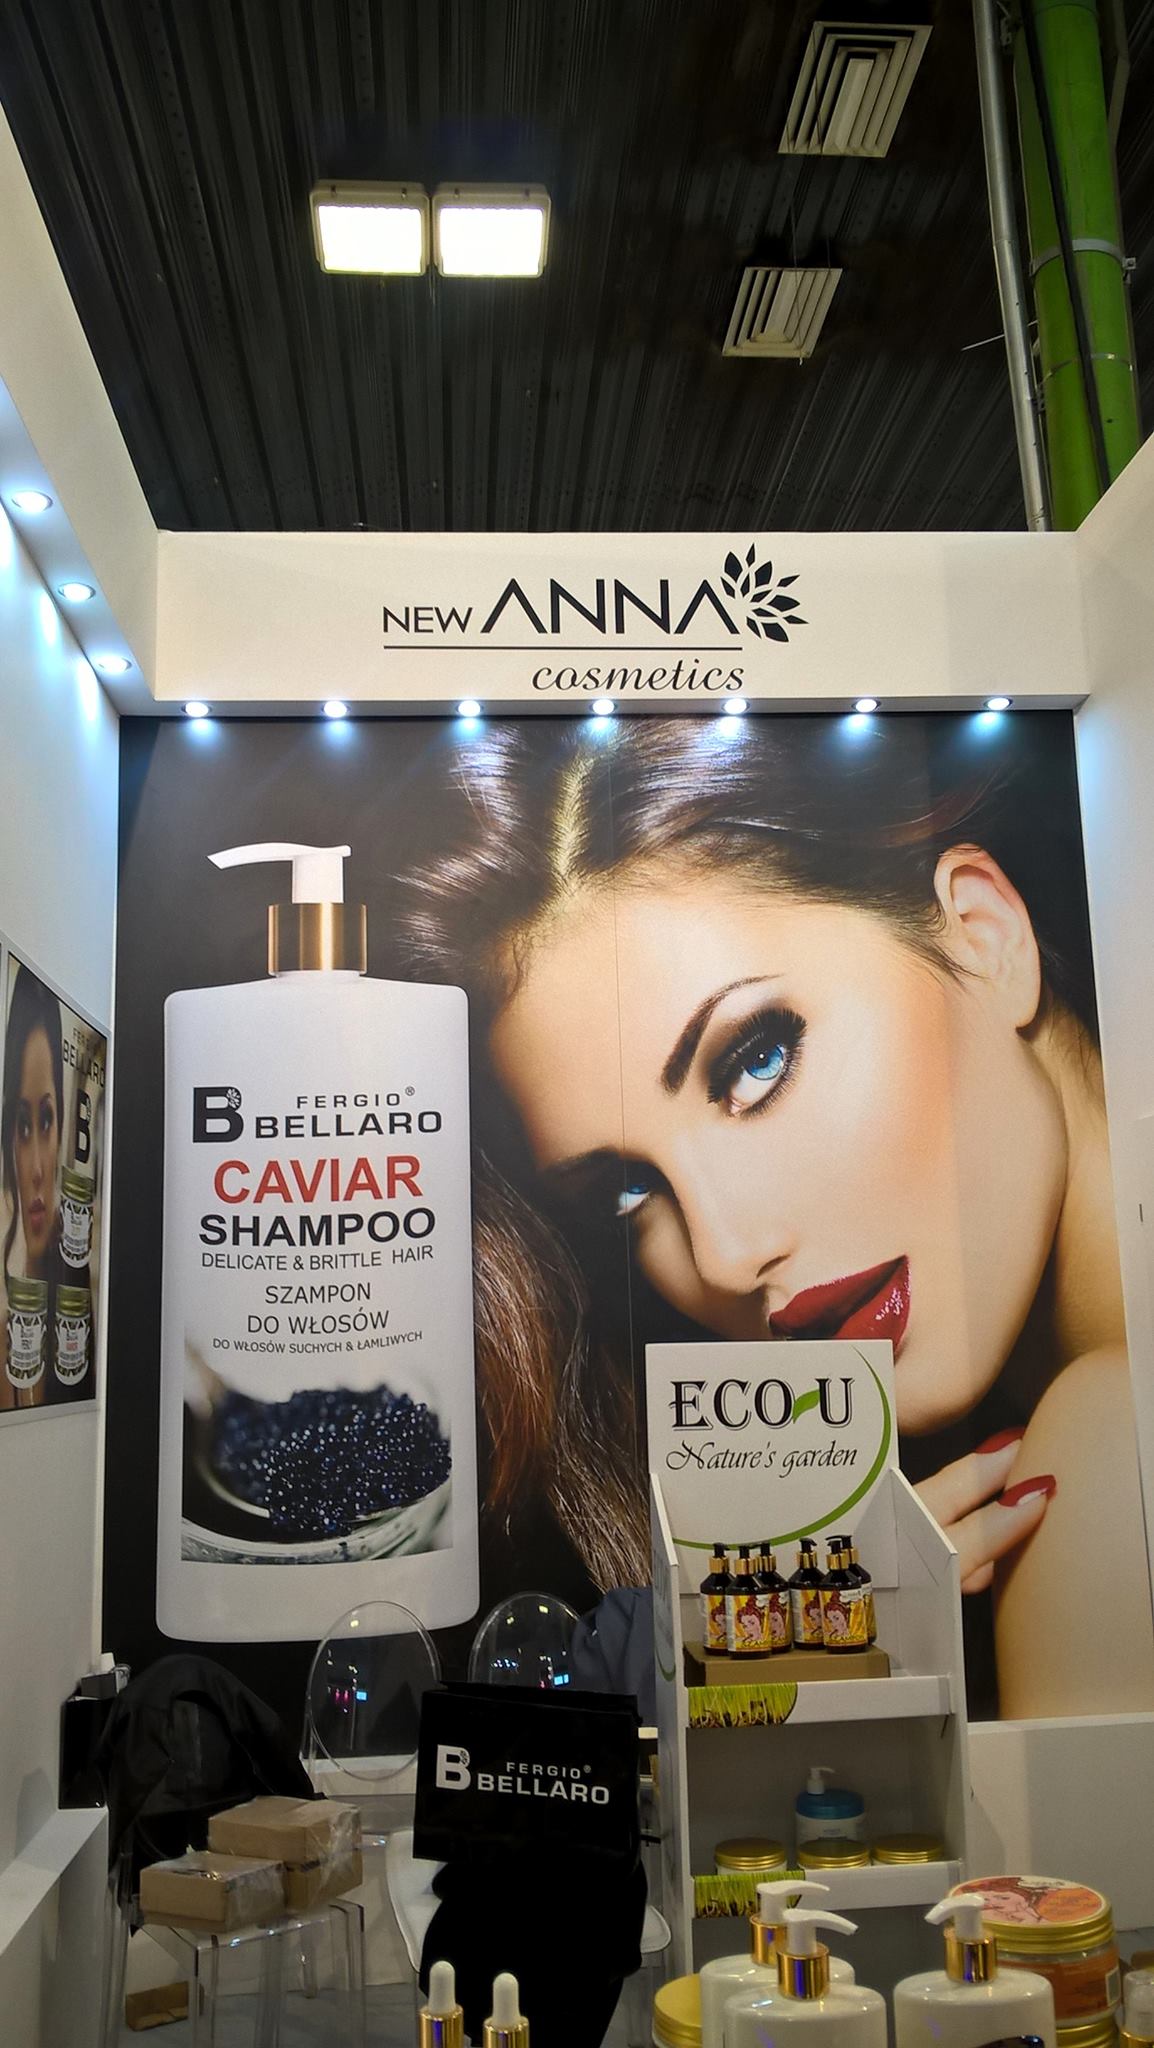 NEW ANNA
cosmetics
B FERGIO®
BELLARO
CAVIAR
SHAMPOO
DELICATE & BRITTLE HAIR
SZAMPON
DO WŁOSÓW
DO WŁOSÓW SUCHYCH & ŁAMLIWYCH
BELLARO
B
ECO-U
Nature's garden
B FERGIO®
BELLARO